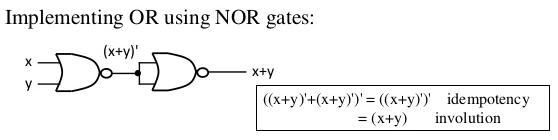 Implementing OR using NOR gates:
(x+y)'
x
y
x+y
((x+y)'+(x+y)')' = ((x+y)')' idempotency
= (x+y) involution